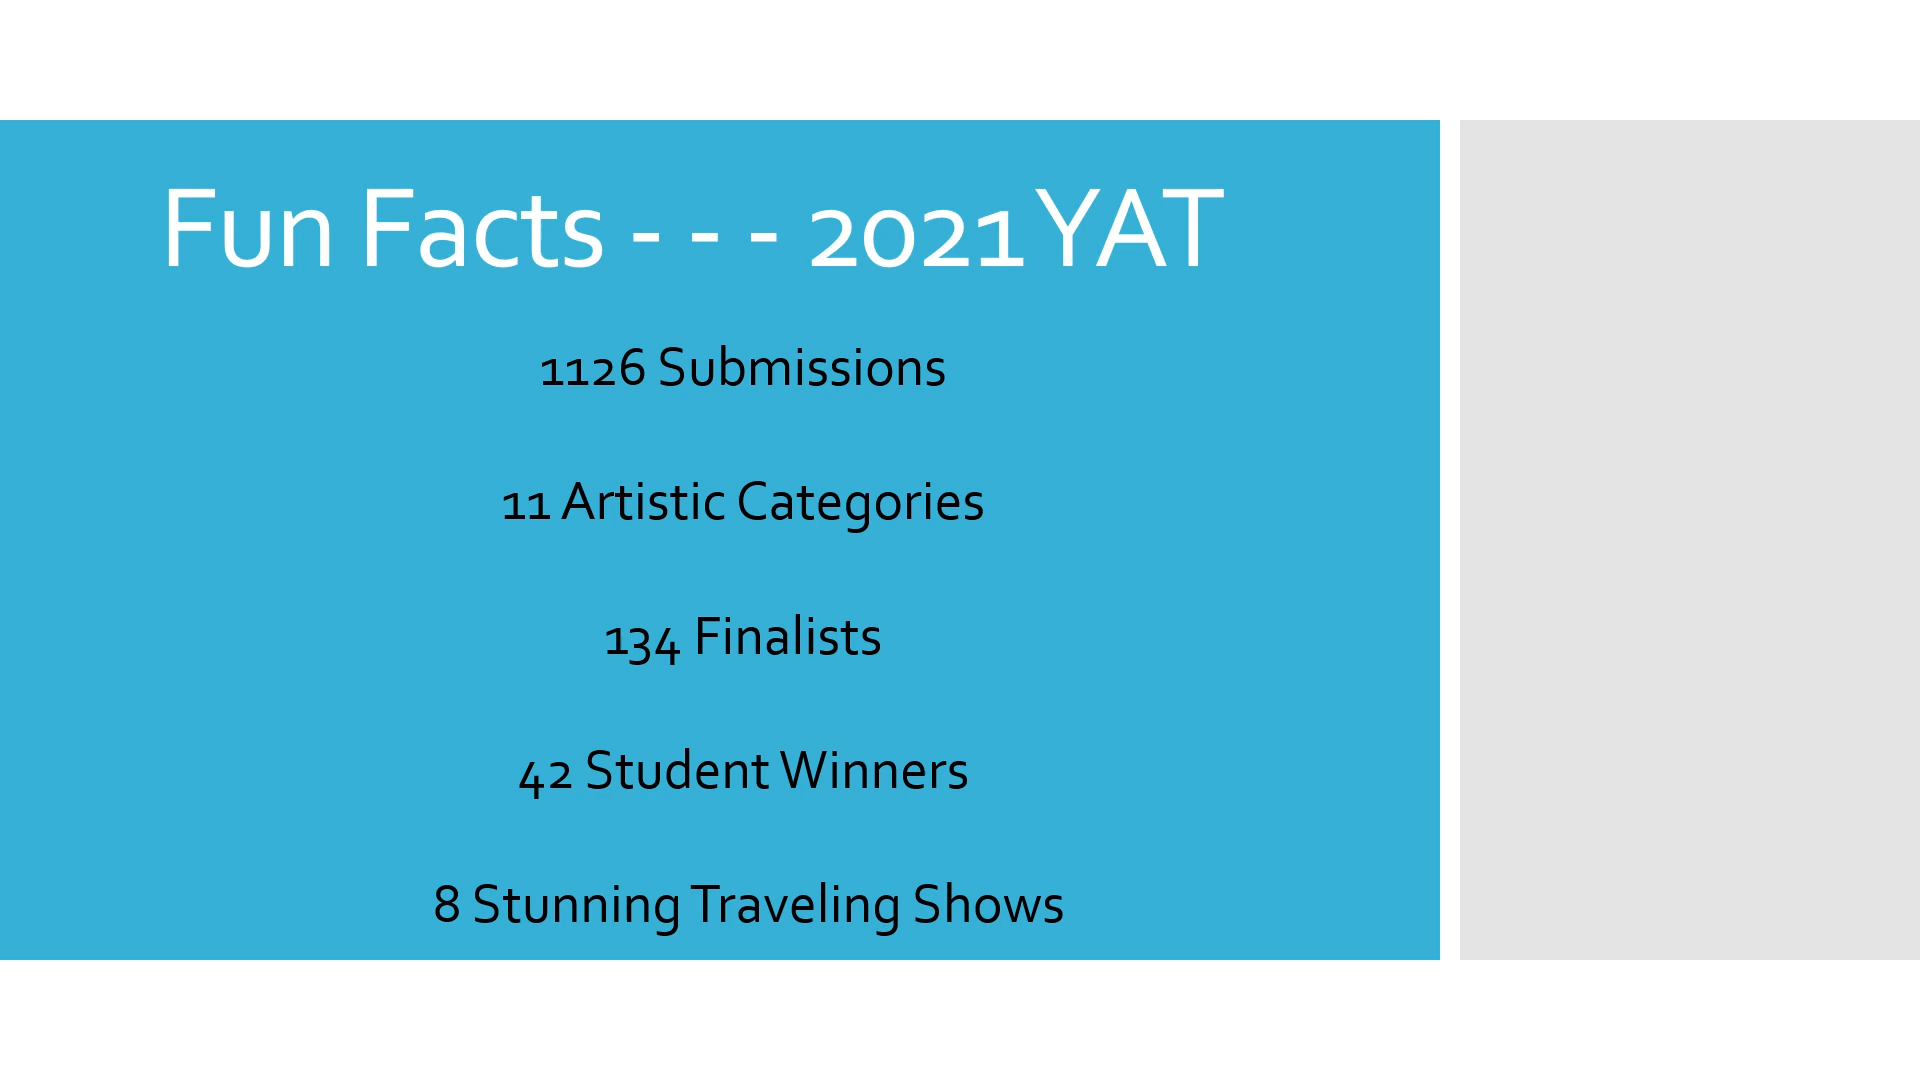 Fun Facts - - - 2021 YAT
1126 Submissions
11 Artistic Categories
134 Finalists
42 Student Winners
8 Stunning Traveling Shows